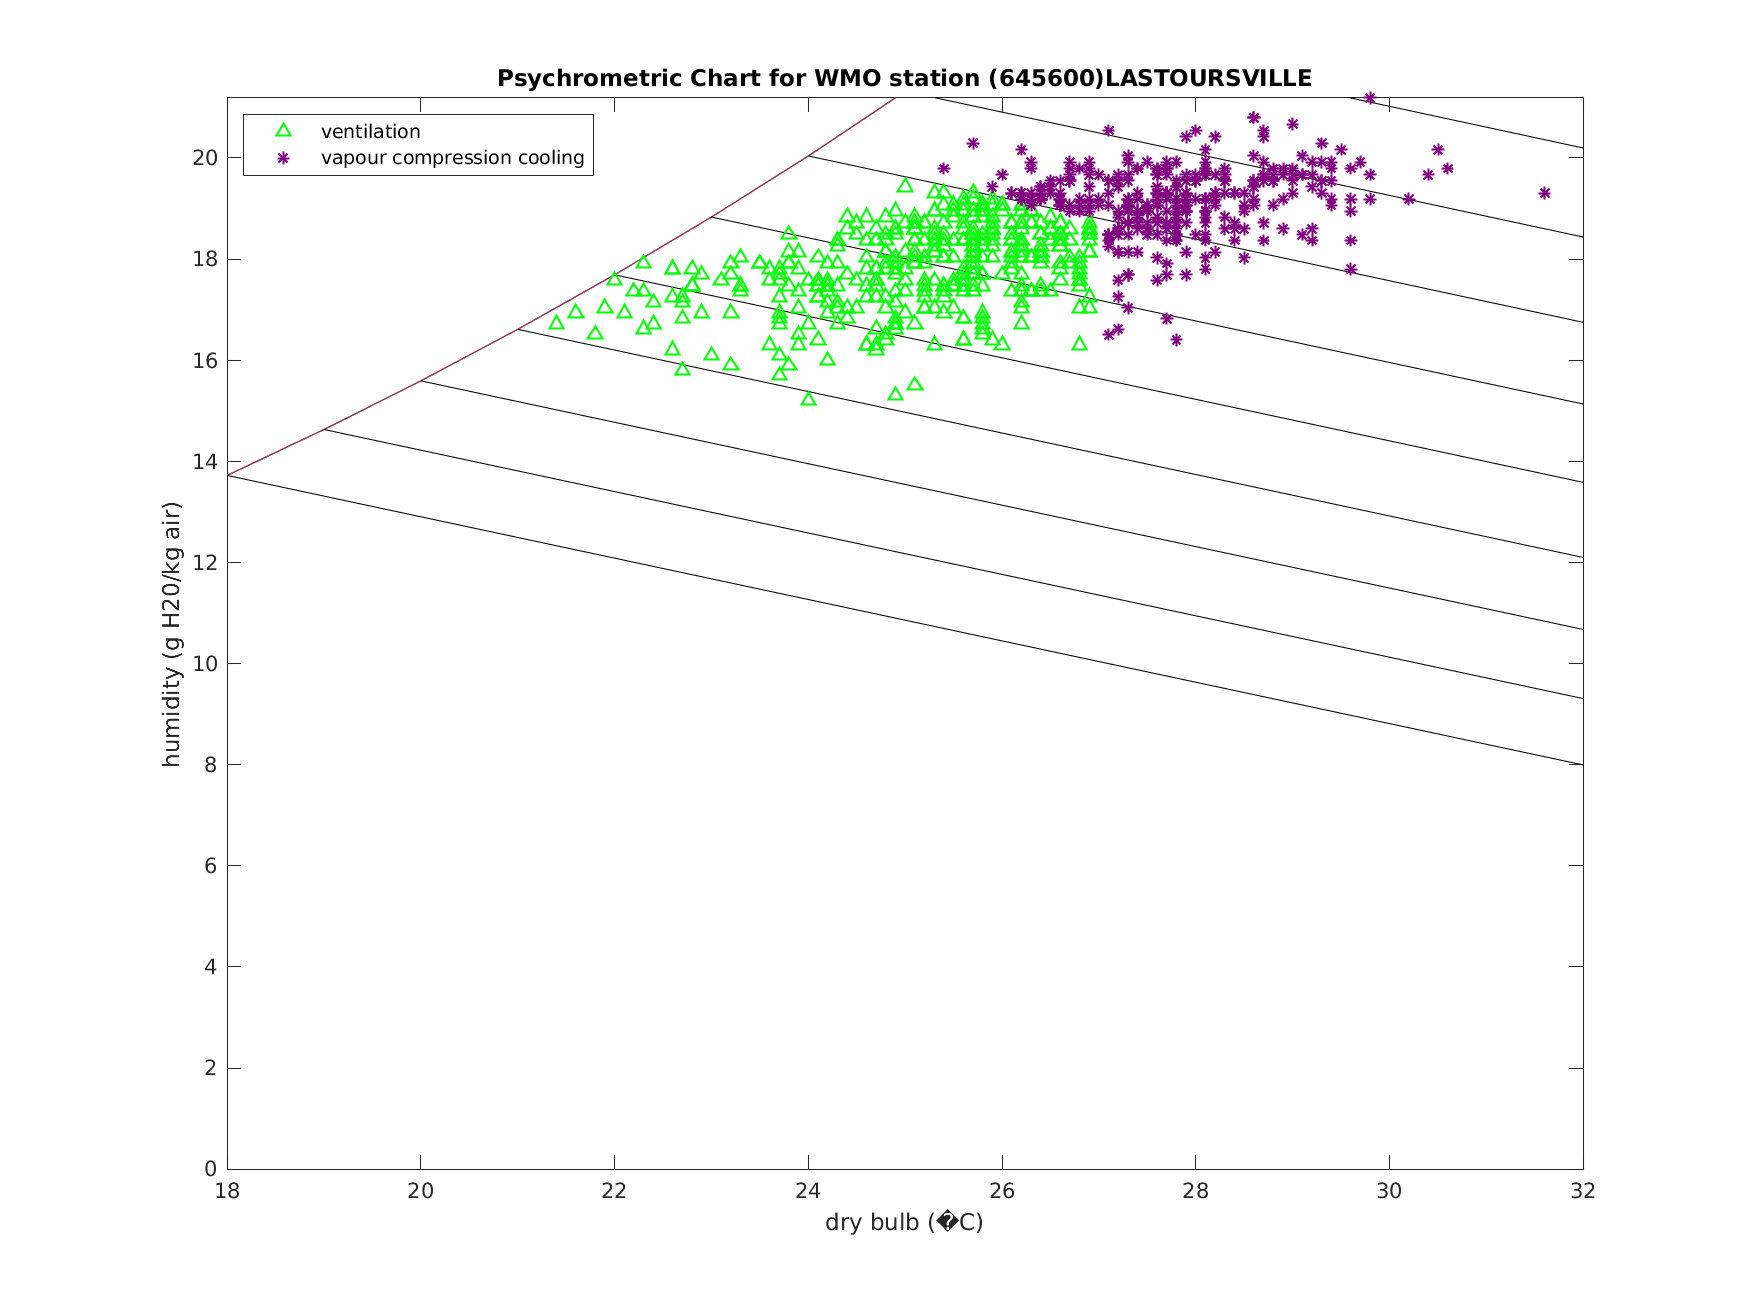 Psychrometric Chart for WMO station (645600)LASTOURSVILLE
ventilation
vapour compression cooling
humidity (g H20/kg air)
20
18
16
14
12
10
8
6
4
2
0
18 20 22 24 26 28 30 32
dry bulb (�C)